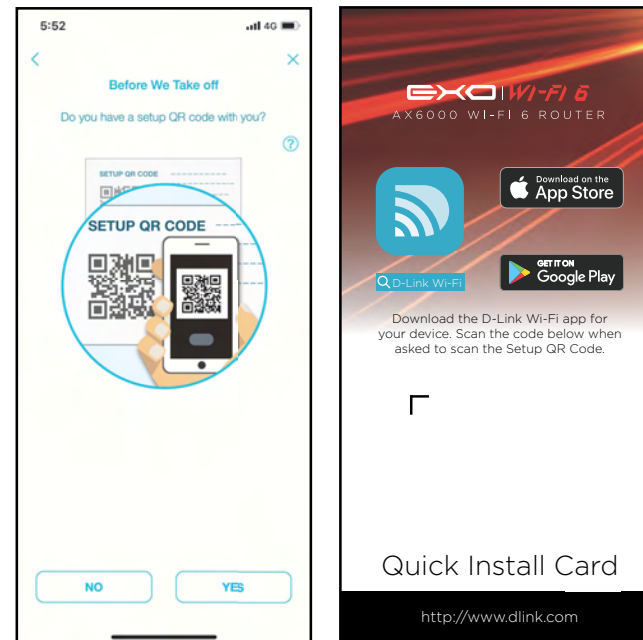 5:52
4G
Before We Take off
Do you have a setup QR code with you?
?
SETUP QR CODE
SETUP QR CODE
NO
YES
EXO WI-FI 6
AX6000 WI-FI 6 ROUTER
Download on the
App Store
GET IT ON
Google Play
D-Link Wi-Fi
Download the D-Link Wi-Fi app for
your device. Scan the code below when
asked to scan the Setup QR Code.
Quick Install Card
http://www.dlink.com